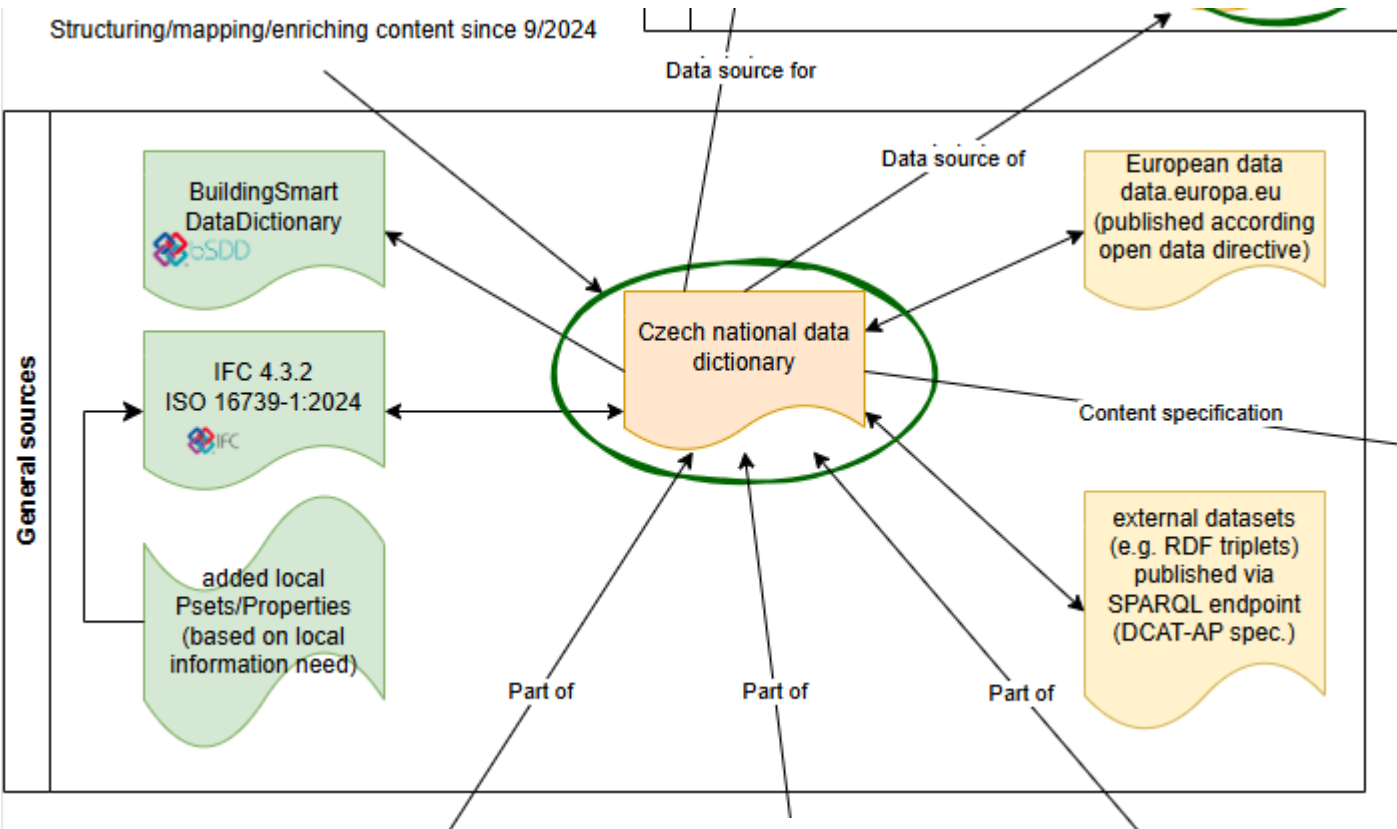 Structuring/mapping/enriching content since 9/2024
Data source for
Data source of
General sources
BuildingSmart
DataDictionary
bSDD
European data
data.europa.eu
(published according
open data directive)
Czech national data
dictionary
IFC 4.3.2
ISO 16739-1:2024
IFC
Content specification
added local
Psets/Properties
(based on local
information need)
external datasets
(e.g. RDF triplets)
published via
SPARQL endpoint
(DCAT-AP spec.)
Part of
Part of
Part of